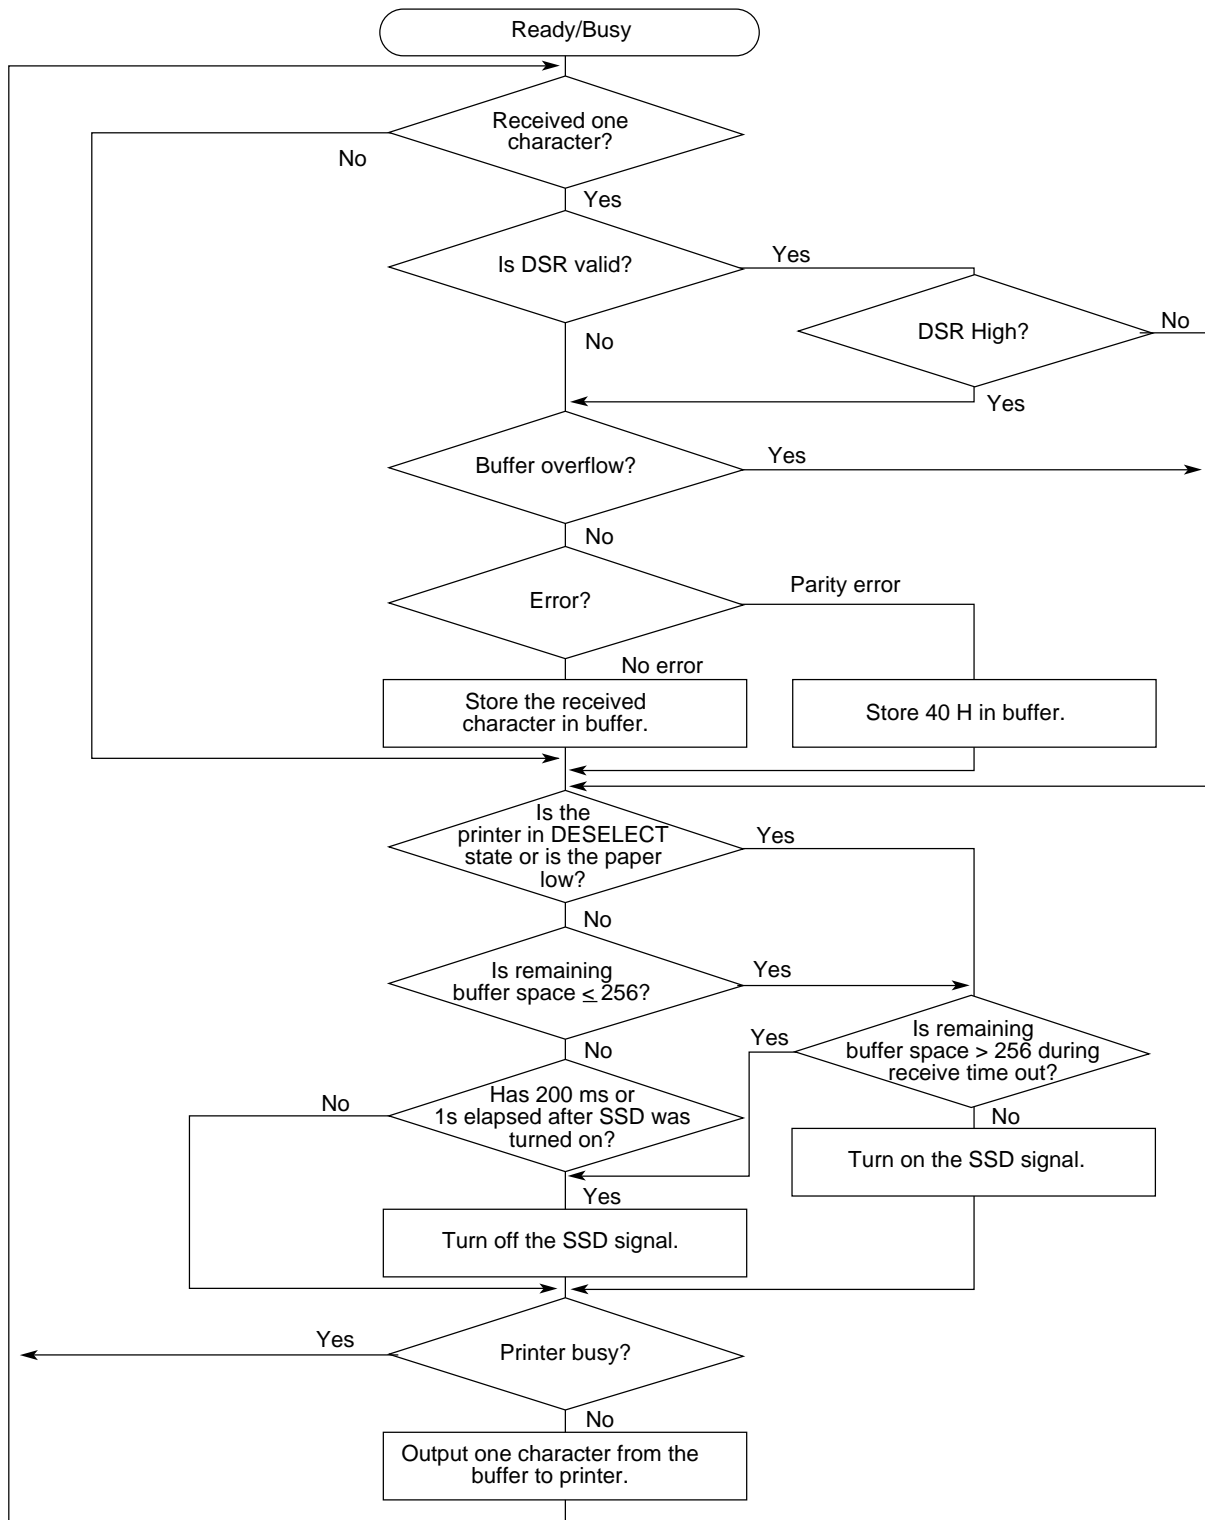 Ready/Busy
Received one
character?
No
Yes
Is DSR valid?
Yes
DSR High?
No
No
Yes
Buffer overflow?
Yes
No
Error?
Parity error
No error
Store the received
character in buffer.
Store 40 H in buffer.
Is the
printer in DESELECT
state or is the paper
low?
Yes
No
Is remaining
buffer space ≤ 256?
Yes
Is remaining
buffer space > 256 during
receive time out?
Yes
No
No
Has 200 ms or
1s elapsed after SSD was
turned on?
No
Turn on the SSD signal.
Yes
Turn off the SSD signal.
Yes
Printer busy?
No
Output one character from the
buffer to printer.